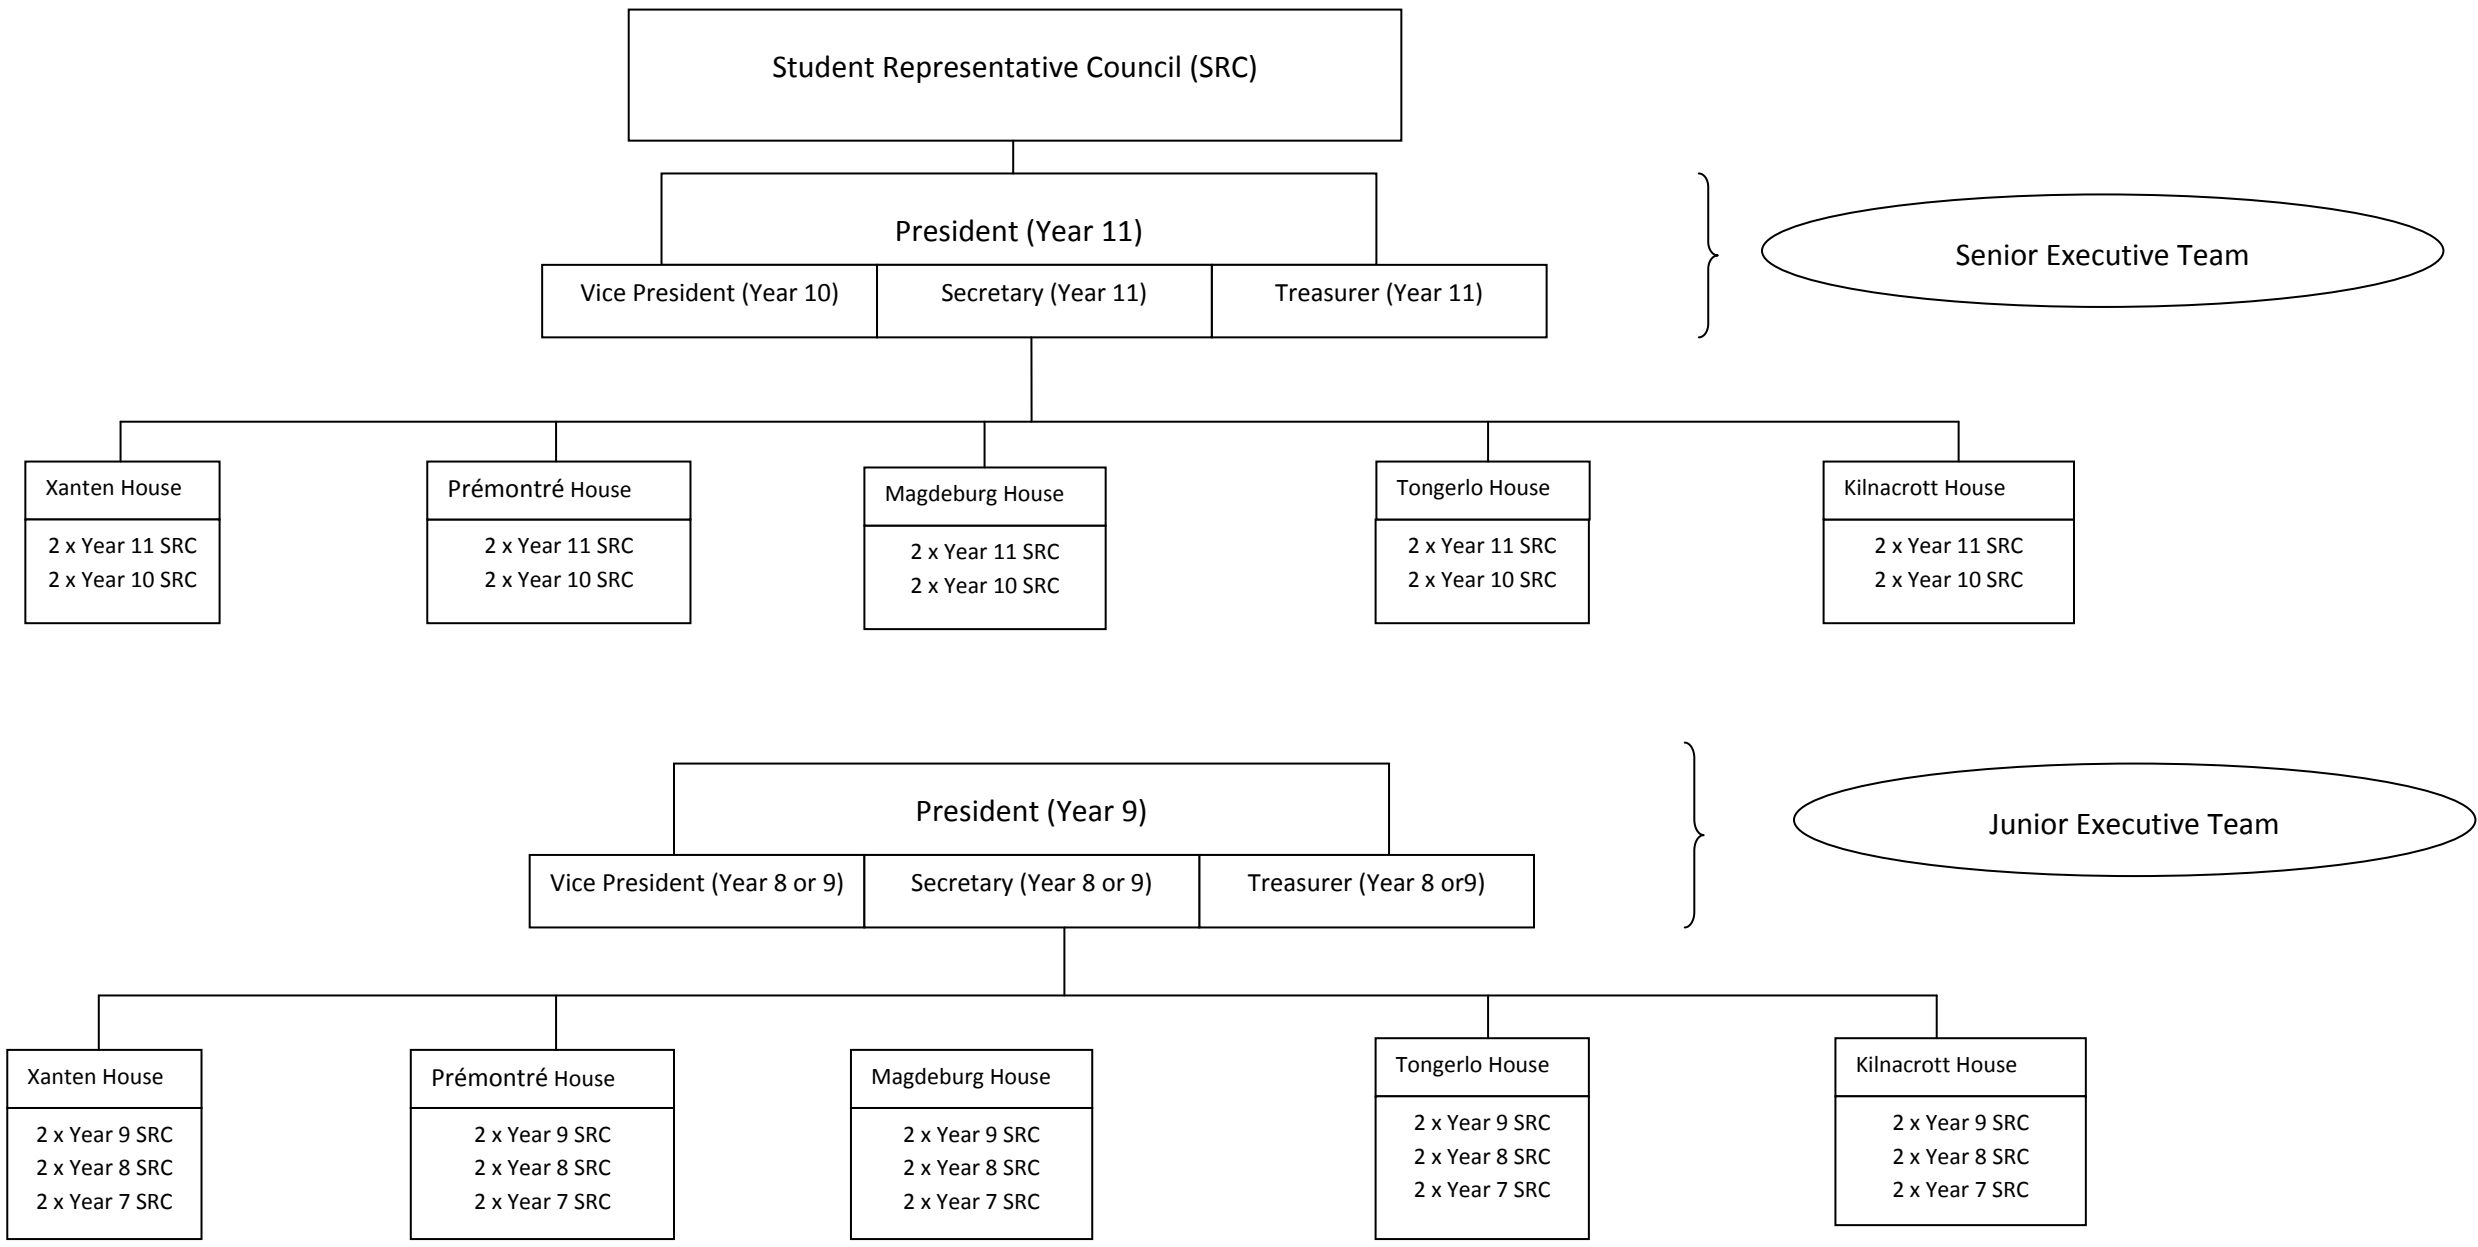 Student Representative Council (SRC)
President (Year 11)
Senior Executive Team
Vice President (Year 10)
Secretary (Year 11)
Treasurer (Year 11)
Xanten House
2 x Year 11 SRC
2 x Year 10 SRC
Prémontré House
2 x Year 11 SRC
2 x Year 10 SRC
Magdeburg House
2 x Year 11 SRC
2 x Year 10 SRC
Tongerlo House
2 x Year 11 SRC
2 x Year 10 SRC
Kilnacrott House
2 x Year 11 SRC
2 x Year 10 SRC
President (Year 9)
Junior Executive Team
Vice President (Year 8 or 9)
Secretary (Year 8 or 9)
Treasurer (Year 8 or9)
Xanten House
2 x Year 9 SRC
2 x Year 8 SRC
2 x Year 7 SRC
Prémontré House
2 x Year 9 SRC
2 x Year 8 SRC
2 x Year 7 SRC
Magdeburg House
2 x Year 9 SRC
2 x Year 8 SRC
2 x Year 7 SRC
Tongerlo House
2 x Year 9 SRC
2 x Year 8 SRC
2 x Year 7 SRC
Kilnacrott House
2 x Year 9 SRC
2 x Year 8 SRC
2 x Year 7 SRC